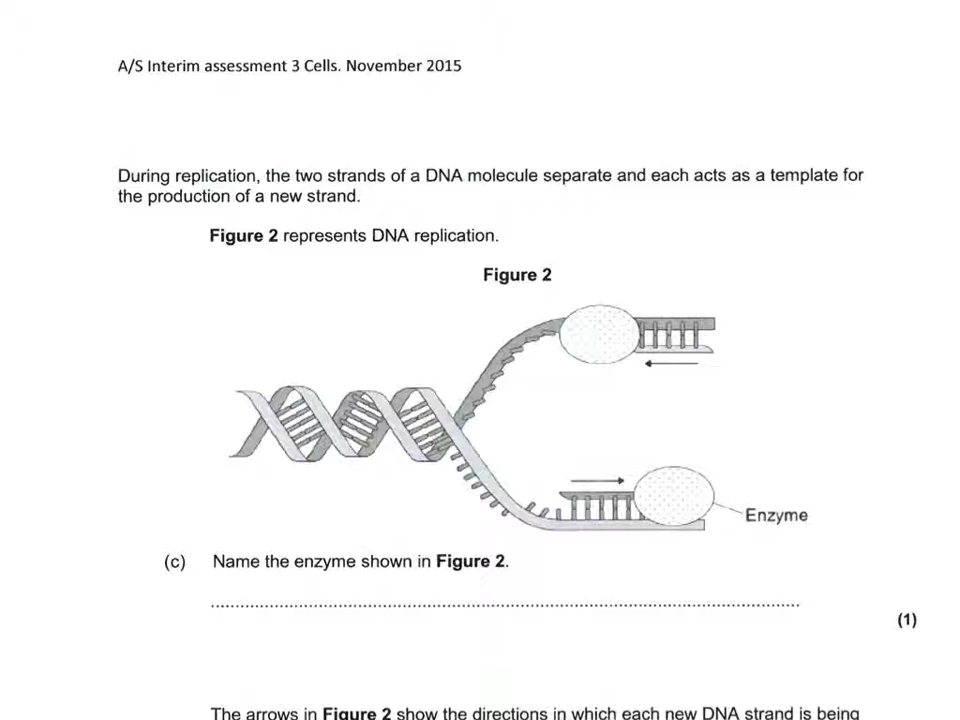 A/S Interim assessment 3 Cells. November 2015
During replication, the two strands of a DNA molecule separate and each acts as a template for
the production of a new strand.
Figure 2 represents DNA replication.
Figure 2
Enzyme
(c) Name the enzyme shown in Figure 2.
(1)
The arrows in Figure 2 show the directions in which each new DNA strand is being